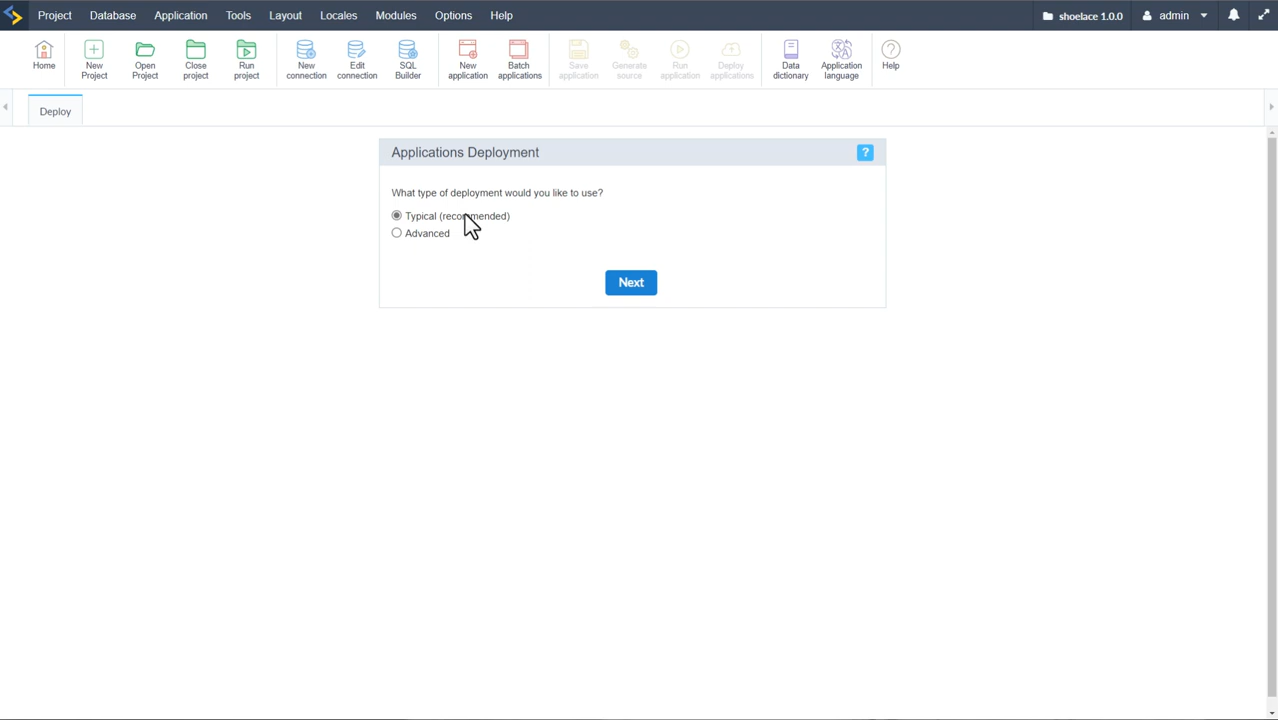 Project Database Application Tools Layout Locales Modules Options Help shoelace 1.0.0 admin
Home New Project Open Project Close project Run project New connection Edit connection SQL Builder New application Batch applications Save application Generate source Run application Deploy applications Data dictionary Application language Help
Deploy
Applications Deployment ?
What type of deployment would you like to use?
Typical (recommended)
Advanced
Next